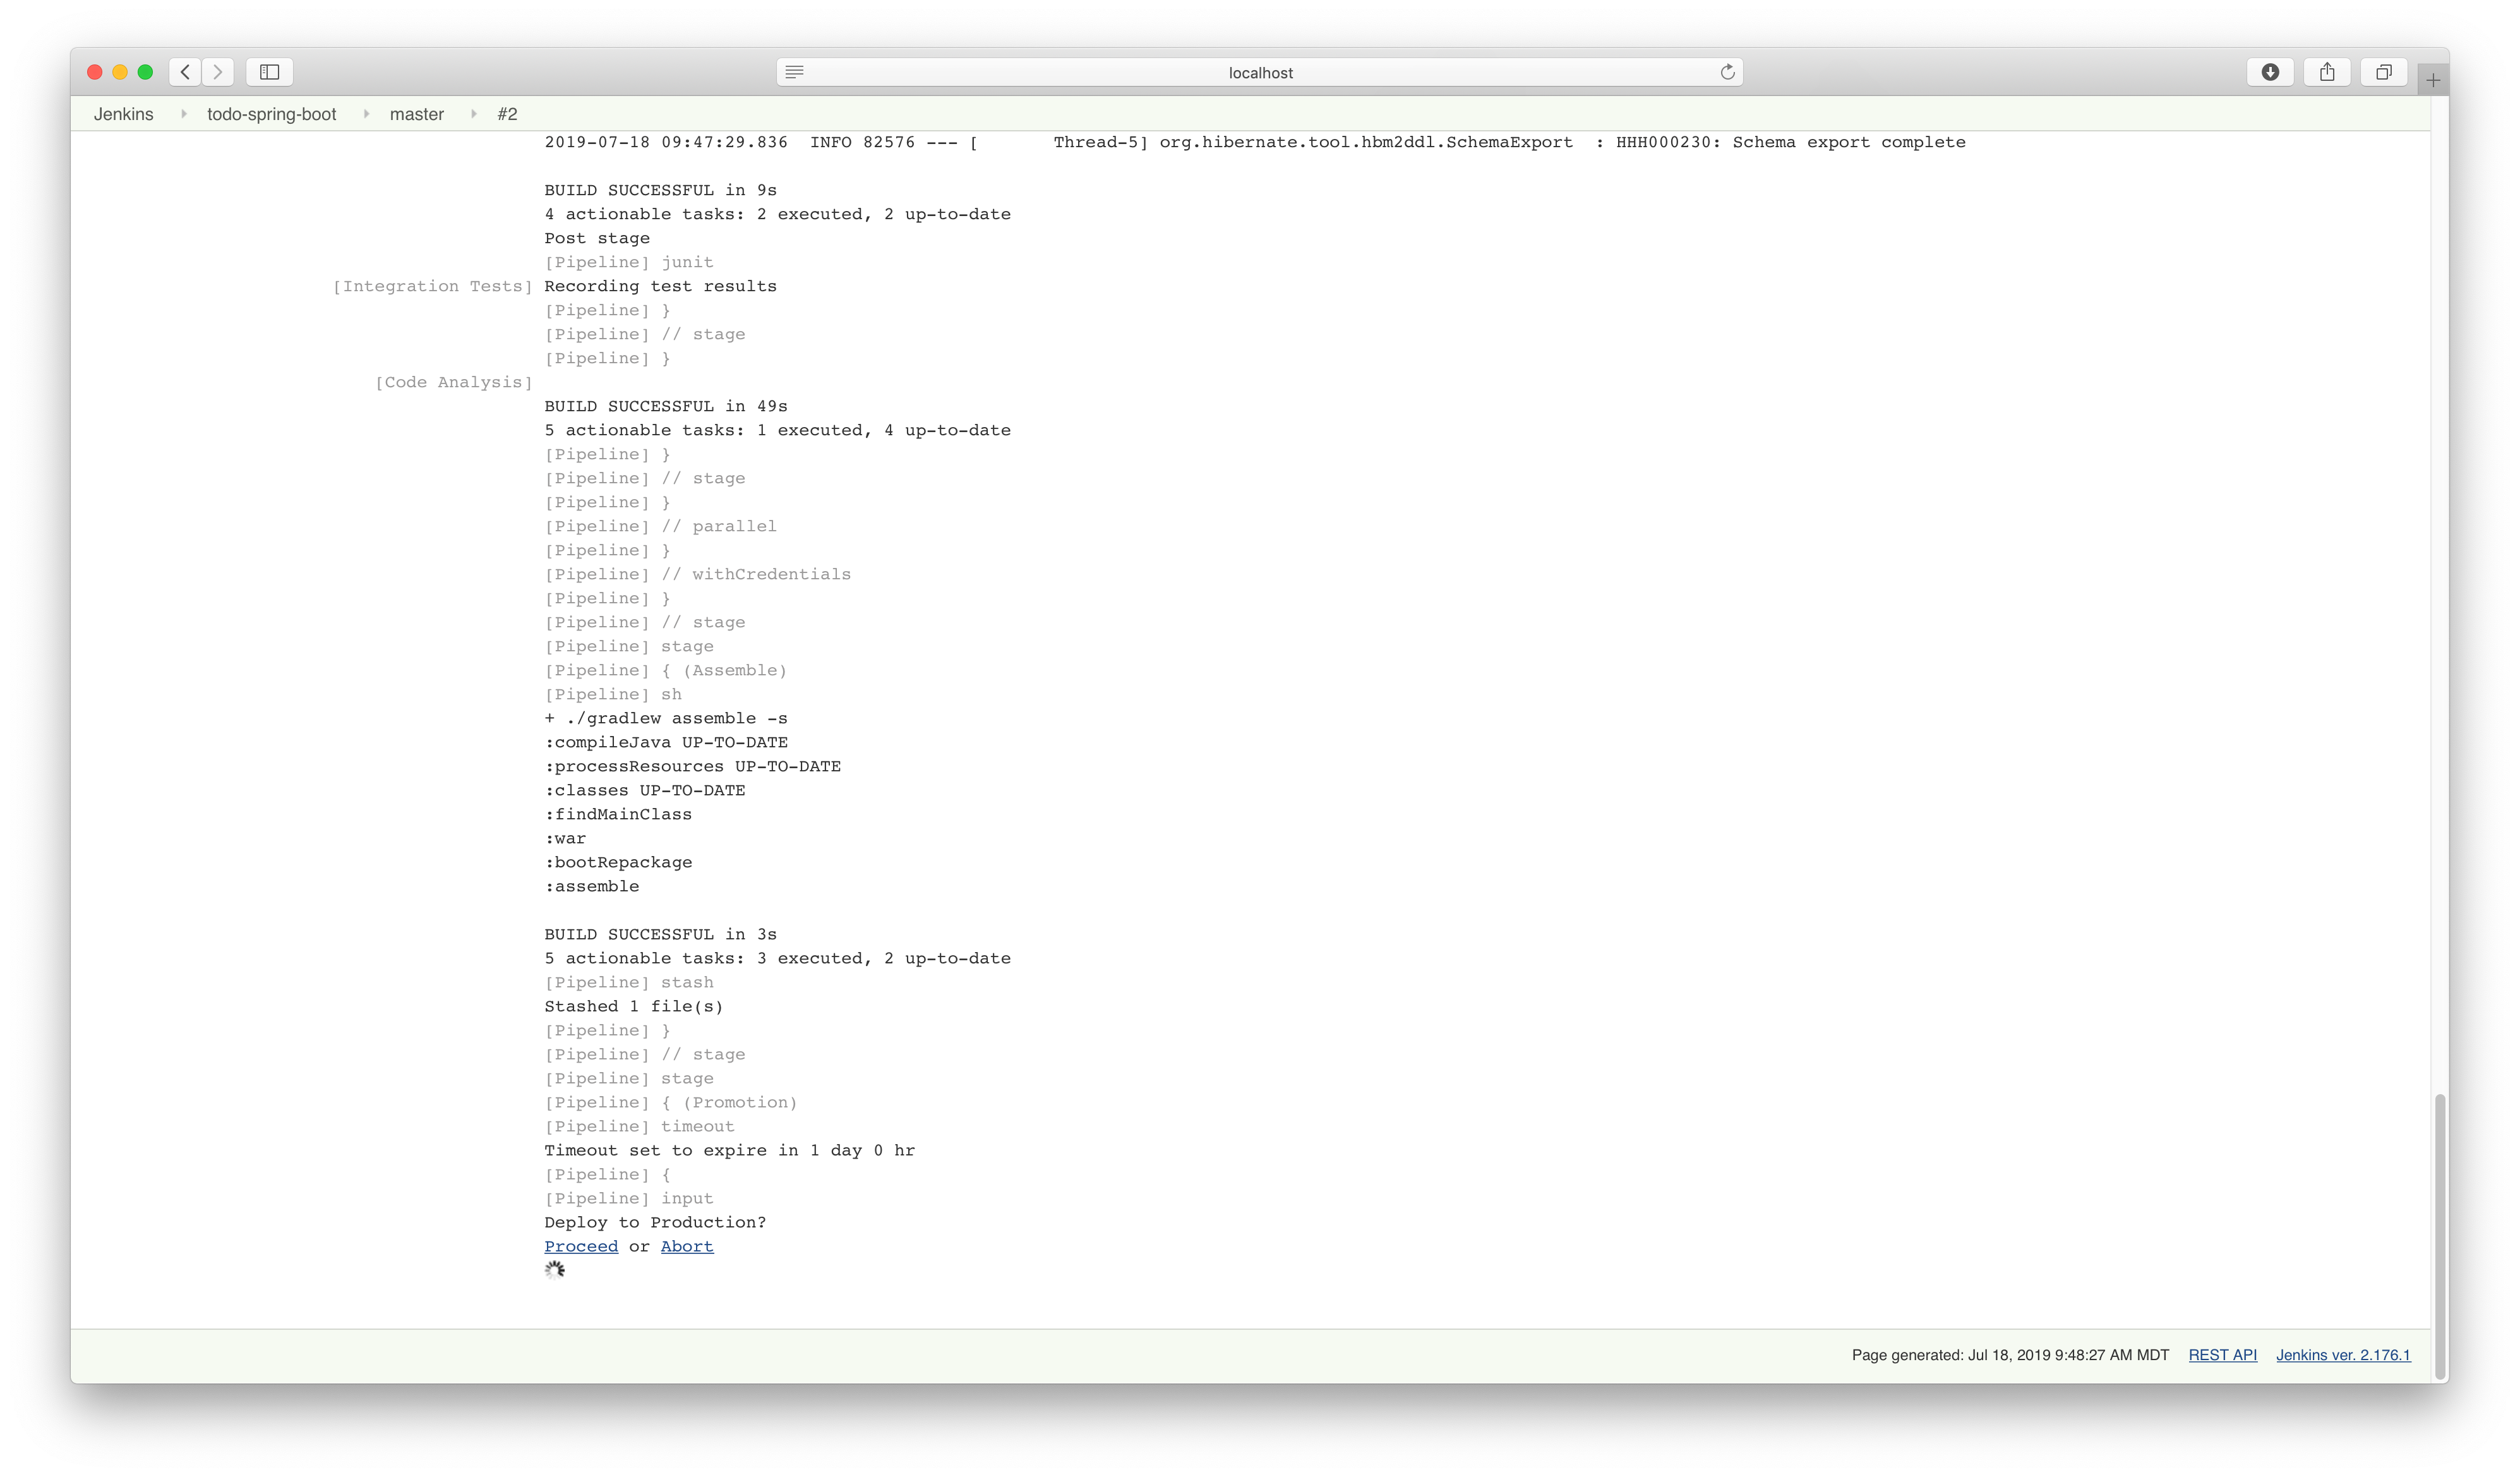 localhost
Jenkins todo-spring-boot master #2
2019-07-18 09:47:29.836  INFO 82576 --- [       Thread-5] org.hibernate.tool.hbm2ddl.SchemaExport  : HHH000230: Schema export complete
BUILD SUCCESSFUL in 9s
4 actionable tasks: 2 executed, 2 up-to-date
Post stage
[Pipeline] junit
[Integration Tests] Recording test results
[Pipeline] }
[Pipeline] // stage
[Pipeline] }
[Code Analysis]
BUILD SUCCESSFUL in 49s
5 actionable tasks: 1 executed, 4 up-to-date
[Pipeline] }
[Pipeline] // stage
[Pipeline] }
[Pipeline] // parallel
[Pipeline] }
[Pipeline] // withCredentials
[Pipeline] }
[Pipeline] // stage
[Pipeline] stage
[Pipeline] { (Assemble)
[Pipeline] sh
+ ./gradlew assemble -s
:compileJava UP-TO-DATE
:processResources UP-TO-DATE
:classes UP-TO-DATE
:findMainClass
:war
:bootRepackage
:assemble
BUILD SUCCESSFUL in 3s
5 actionable tasks: 3 executed, 2 up-to-date
[Pipeline] stash
Stashed 1 file(s)
[Pipeline] }
[Pipeline] // stage
[Pipeline] stage
[Pipeline] { (Promotion)
[Pipeline] timeout
Timeout set to expire in 1 day 0 hr
[Pipeline] {
[Pipeline] input
Deploy to Production?
Proceed or Abort
Page generated: Jul 18, 2019 9:48:27 AM MDT REST API Jenkins ver. 2.176.1